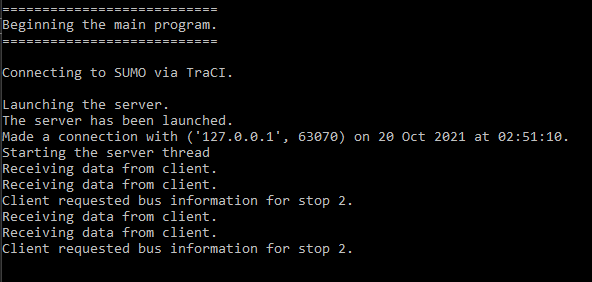 ===========================
Beginning the main program.
===========================
Connecting to SUMO via TraCI.
Launching the server.
The server has been launched.
Made a connection with ('127.0.0.1', 63070) on 20 Oct 2021 at 02:51:10.
Starting the server thread
Receiving data from client.
Receiving data from client.
Client requested bus information for stop 2.
Receiving data from client.
Receiving data from client.
Client requested bus information for stop 2.